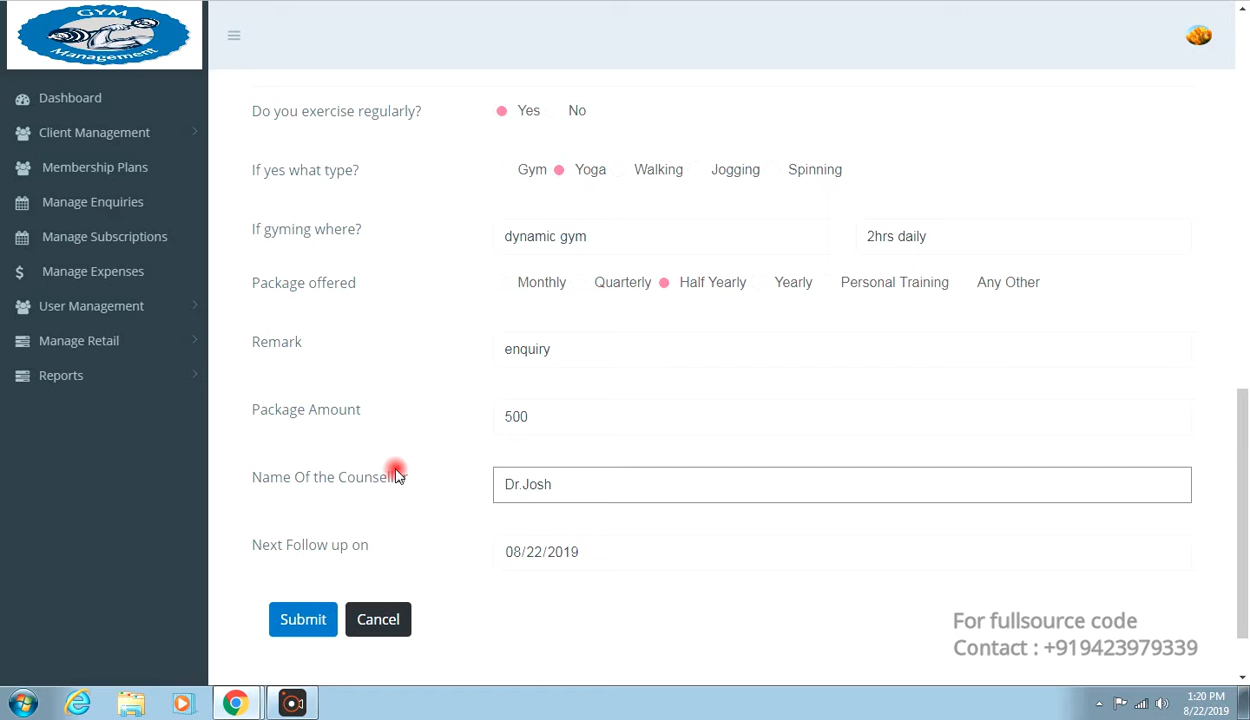 GYM
Management
Dashboard
Client Management
Membership Plans
Manage Enquiries
Manage Subscriptions
Manage Expenses
User Management
Manage Retail
Reports
Do you exercise regularly? Yes No
If yes what type? Gym Yoga Walking Jogging Spinning
If gyming where? dynamic gym 2hrs daily
Package offered Monthly Quarterly Half Yearly Yearly Personal Training Any Other
Remark enquiry
Package Amount 500
Name Of the Counsellor Dr.Josh
Next Follow up on 08/22/2019
Submit Cancel
For fullsource code
Contact : +919423979339
1:20 PM
8/22/2019